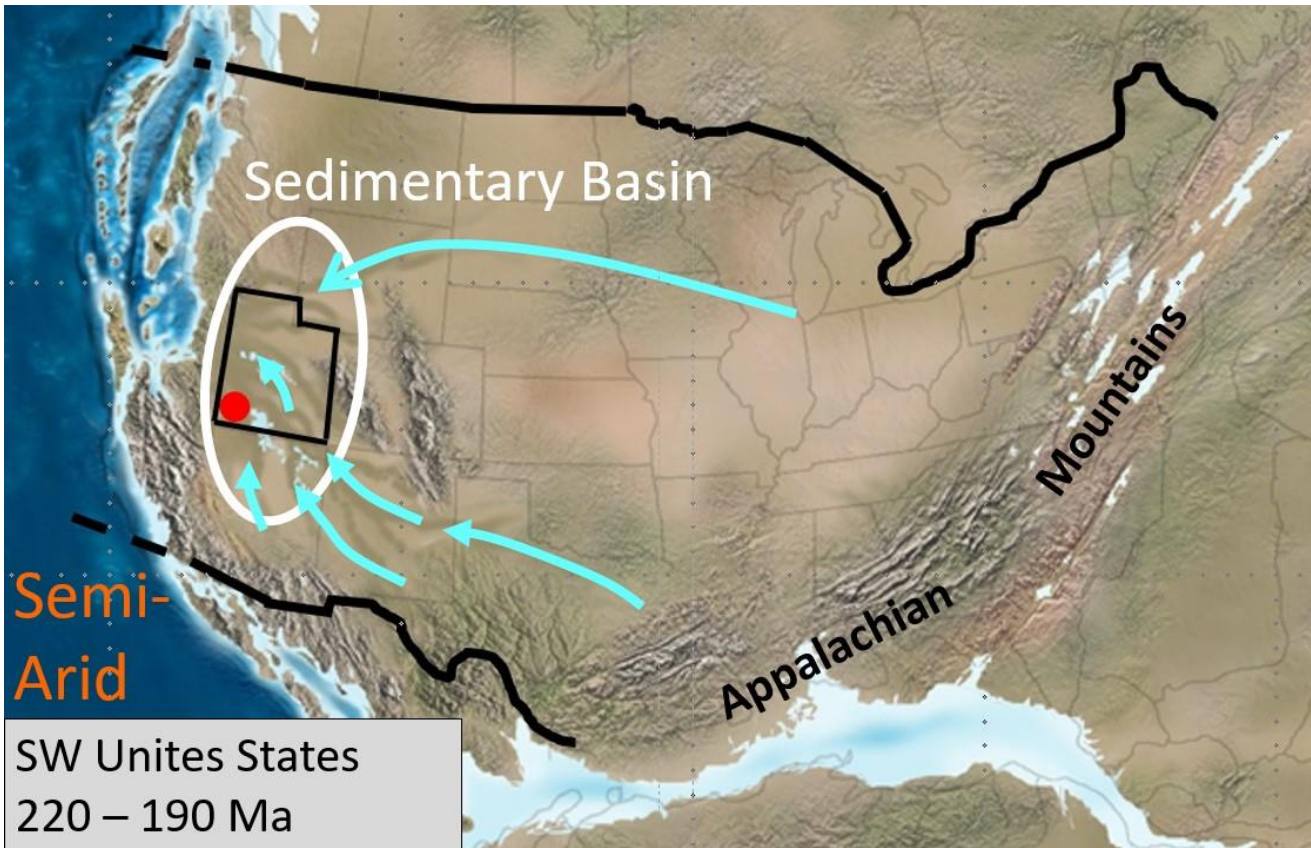 Sedimentary Basin
Mountains
Appalachian
Semi-
Arid
SW Unites States
220 – 190 Ma